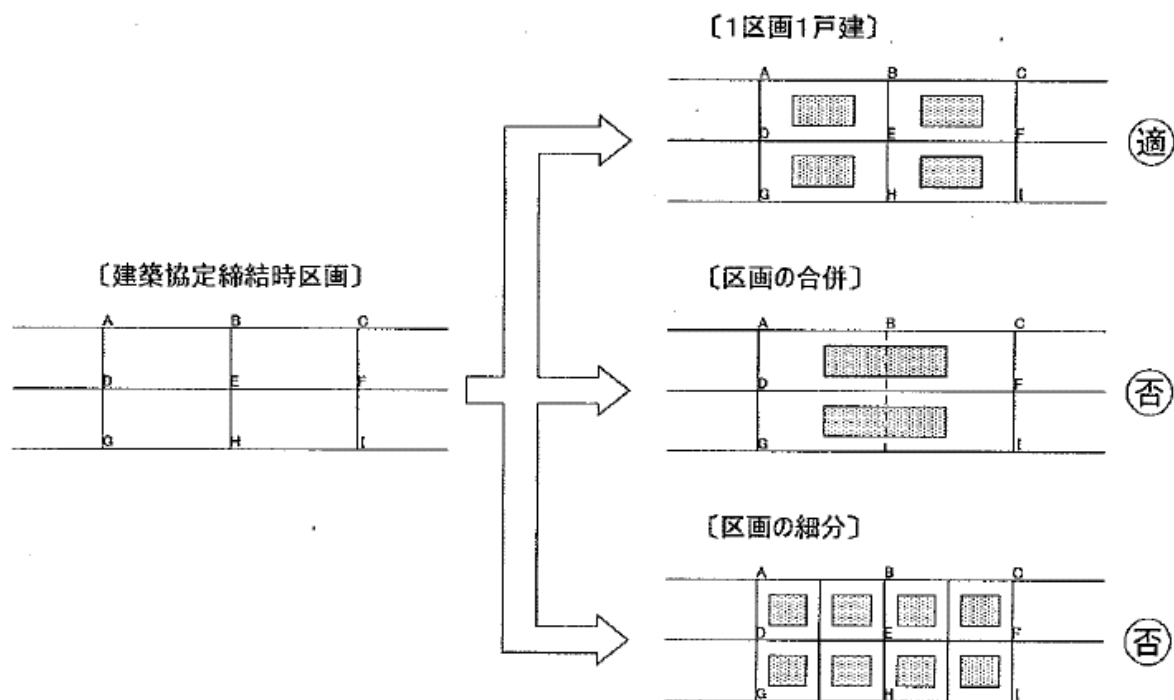 〔1区画1戸建〕
A B C
D E F
適
G H I
〔建築協定締結時区画〕
A B C
D E F
G H I
〔区画の合併〕
A B C
D F
否
G I
〔区画の細分〕
A B C
D E F
否
G H I